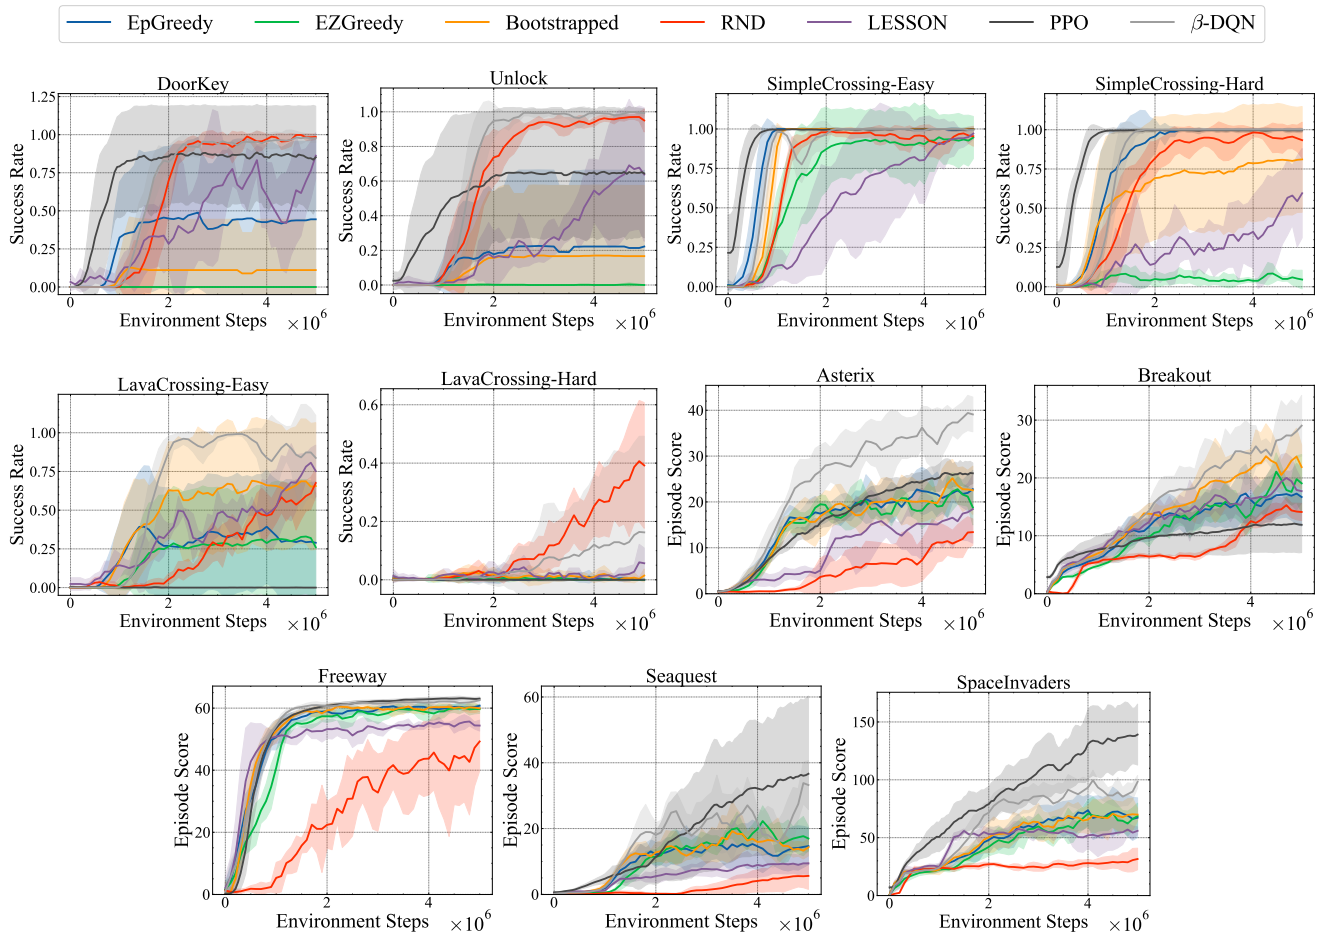 EpGreedy EZGreedy Bootstrapped RND LESSON PPO β-DQN
DoorKey
Success Rate
1.25
1.00
0.75
0.50
0.25
0.00
0 2 4
Environment Steps ×10^6
Unlock
Success Rate
1.0
0.8
0.6
0.4
0.2
0.0
0 2 4
Environment Steps ×10^6
SimpleCrossing-Easy
Success Rate
1.00
0.75
0.50
0.25
0.00
0 2 4
Environment Steps ×10^6
SimpleCrossing-Hard
Success Rate
1.00
0.75
0.50
0.25
0.00
0 2 4
Environment Steps ×10^6
LavaCrossing-Easy
Success Rate
1.00
0.75
0.50
0.25
0.00
0 2 4
Environment Steps ×10^6
LavaCrossing-Hard
Success Rate
0.6
0.4
0.2
0.0
0 2 4
Environment Steps ×10^6
Asterix
Episode Score
40
30
20
10
0
0 2 4
Environment Steps ×10^6
Breakout
Episode Score
30
20
10
0
0 2 4
Environment Steps ×10^6
Freeway
Episode Score
60
40
20
0
0 2 4
Environment Steps ×10^6
Seaquest
Episode Score
60
40
20
0
0 2 4
Environment Steps ×10^6
SpaceInvaders
Episode Score
150
100
50
0
0 2 4
Environment Steps ×10^6